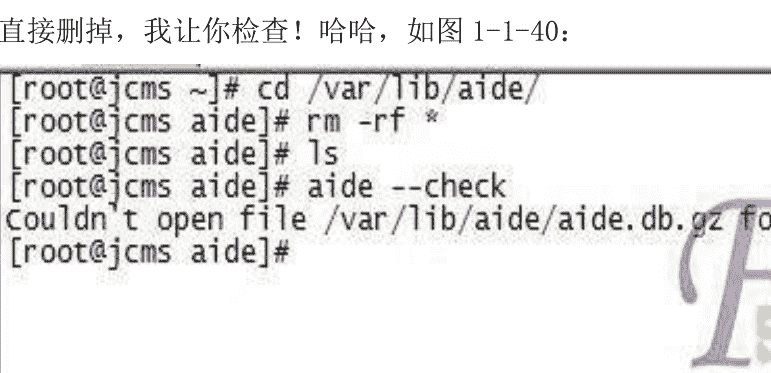 直接删掉，我让你检查！哈哈，如图 1-1-40：
[root@jcms ~]# cd /var/lib/aide/
[root@jcms aide]# rm -rf *
[root@jcms aide]# ls
[root@jcms aide]# aide --check
Couldn't open file /var/lib/aide/aide.db.gz fo
[root@jcms aide]#